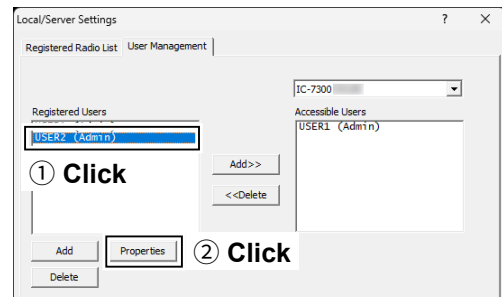 Local/Server Settings ? ×
Registered Radio List User Management
IC-7300
Registered Users
Accessible Users
USER2 (Admin)
USER1 (Admin)
① Click
Add>>
<<Delete
Add
Properties
② Click
Delete